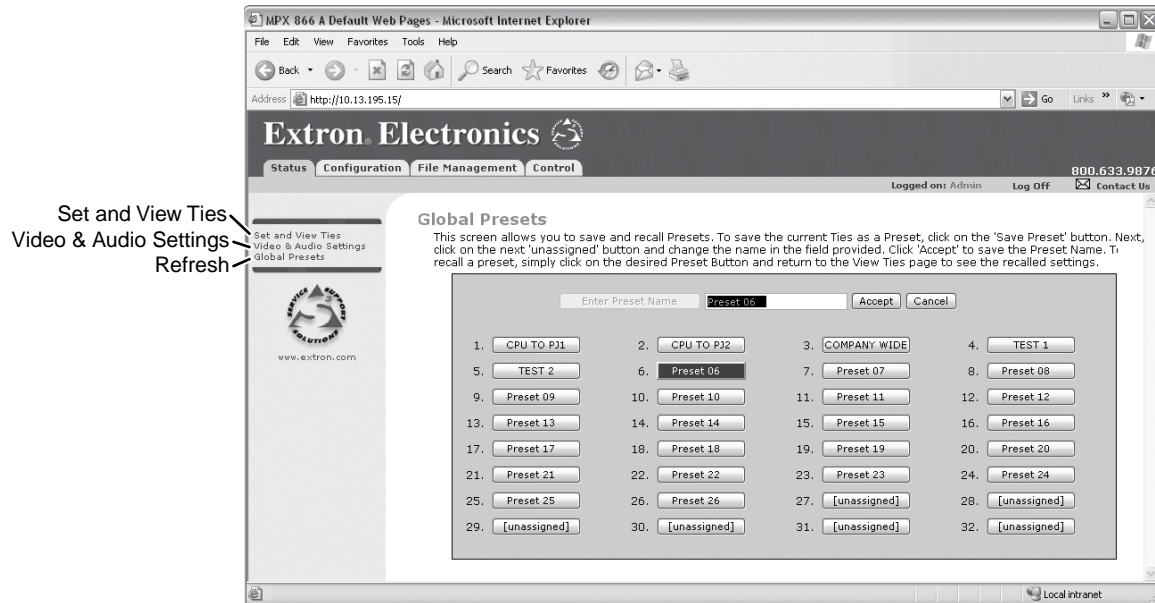 MPX 866 A Default Web Pages - Microsoft Internet Explorer
File Edit View Favorites Tools Help
Back Search Favorites
Address http://10.13.195.15/ Go Links »
Extron® Electronics
Status Configuration File Management Control
800.633.9876
Logged on: Admin Log Off Contact Us
Set and View Ties
Video & Audio Settings
Refresh
Set and View Ties
Video & Audio Settings
Global Presets
SERVICE SUPPORT SOLUTIONS
www.extron.com
Global Presets
This screen allows you to save and recall Presets. To save the current Ties as a Preset, click on the 'Save Preset' button. Next,
click on the next 'unassigned' button and change the name in the field provided. Click 'Accept' to save the Preset Name.
recall a preset, simply click on the desired Preset Button and return to the View Ties page to see the recalled settings.
Enter Preset Name Preset 06 Accept Cancel
1. CPU TO PJ1 2. CPU TO PJ2 3. COMPANY WIDE 4. TEST 1
5. TEST 2 6. Preset 06 7. Preset 07 8. Preset 08
9. Preset 09 10. Preset 10 11. Preset 11 12. Preset 12
13. Preset 13 14. Preset 14 15. Preset 15 16. Preset 16
17. Preset 17 18. Preset 18 19. Preset 19 20. Preset 20
21. Preset 21 22. Preset 22 23. Preset 23 24. Preset 24
25. Preset 25 26. Preset 26 27. [unassigned] 28. [unassigned]
29. [unassigned] 30. [unassigned] 31. [unassigned] 32. [unassigned]
Local intranet